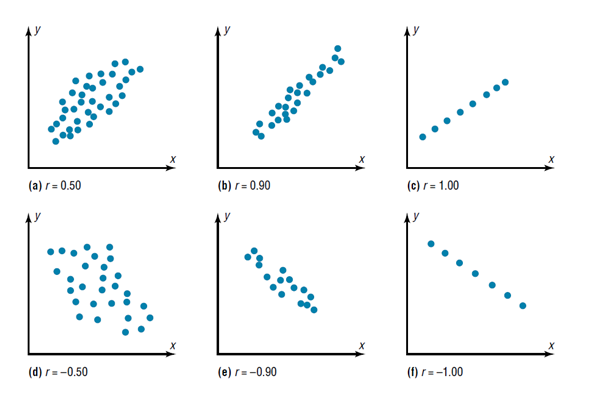 y
x
(a) r = 0.50
y
x
(b) r = 0.90
y
x
(c) r = 1.00
y
x
(d) r = −0.50
y
x
(e) r = −0.90
y
x
(f) r = −1.00